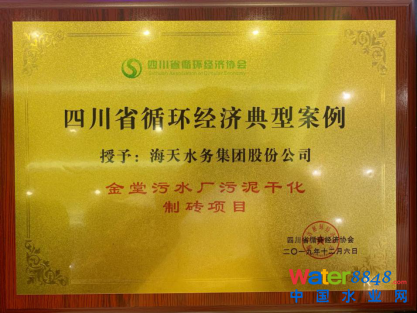 四川省循环经济协会
四川省循环经济典型案例
授予：海天水务集团股份公司
金堂污水厂污泥干化
制砖项目
四川省循环经济协会
二〇一九年十二月六日
Water8848.com
中国水业网